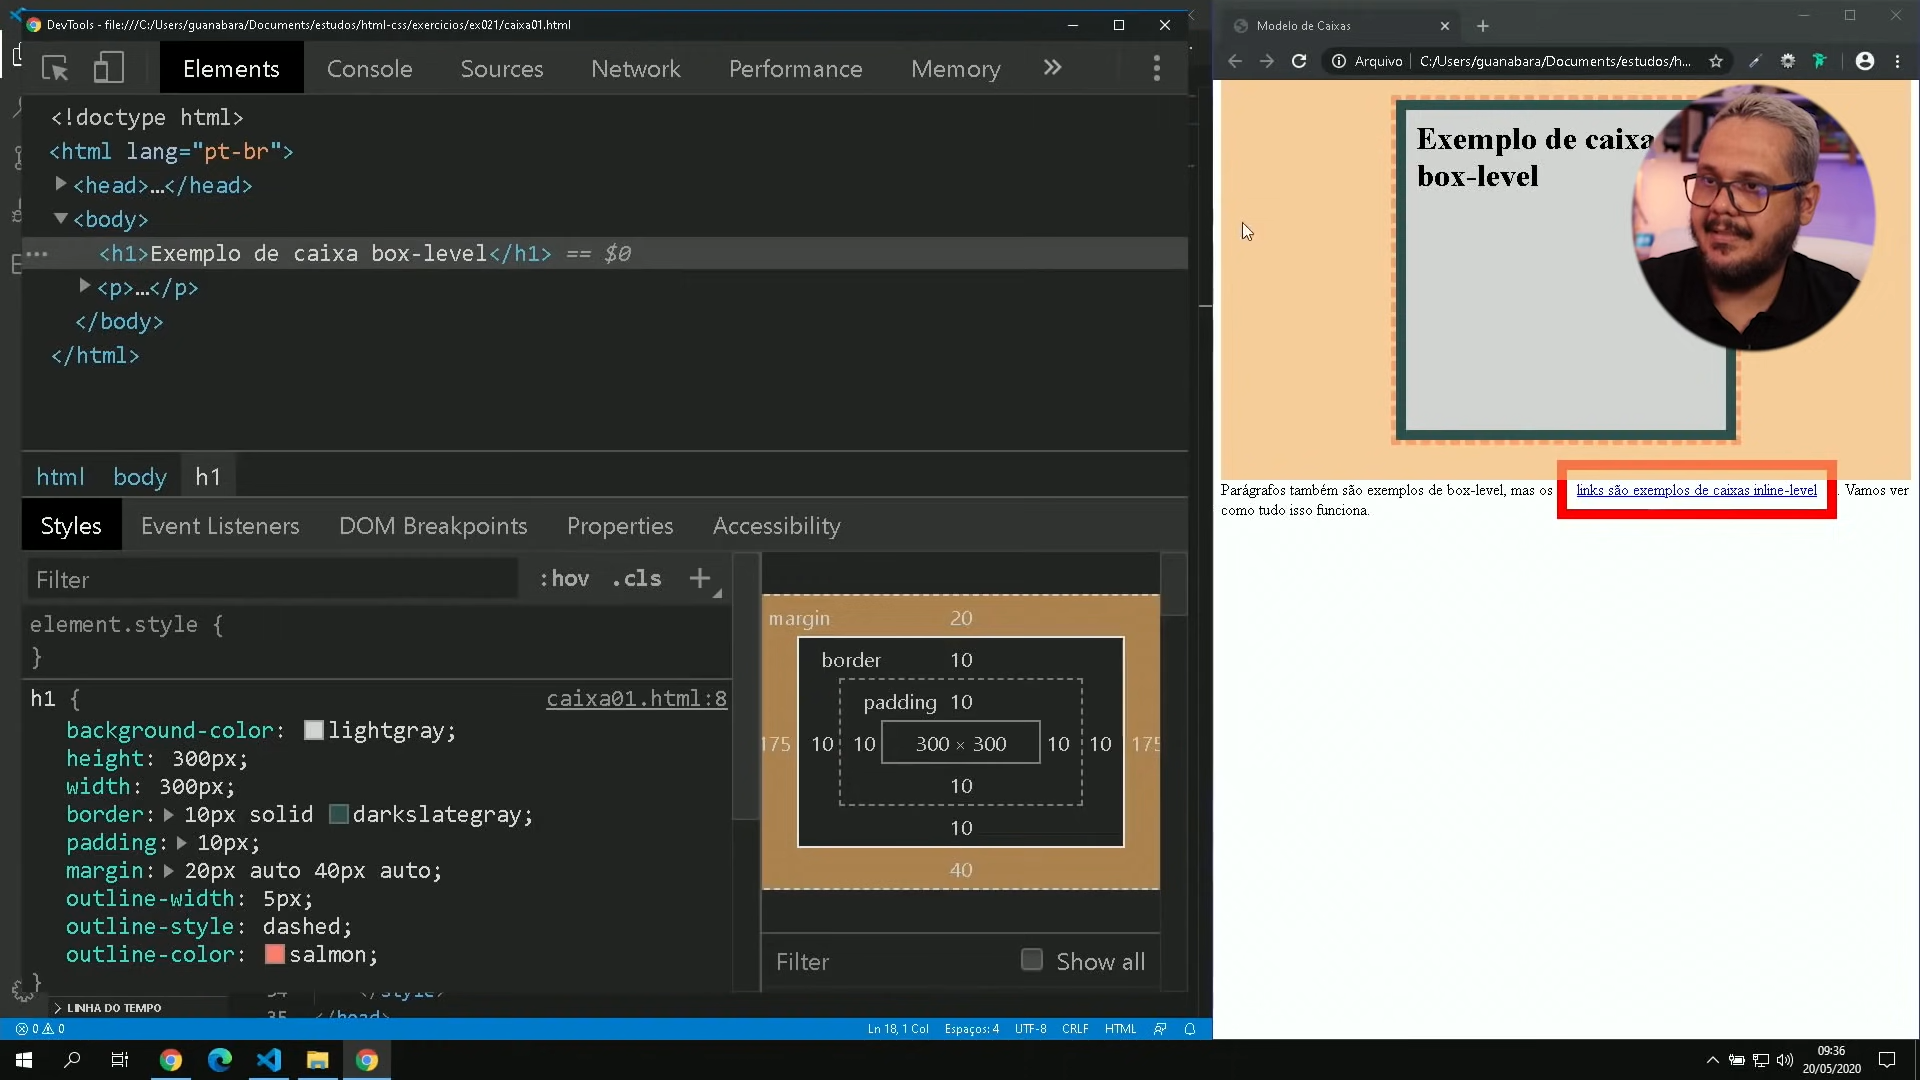 DevTools - file:///C:/Users/guanabara/Documents/estudos/html-css/exercicios/ex021/caixa01.html
Elements Console Sources Network Performance Memory »
<!doctype html>
<html lang="pt-br">
<head>…</head>
<body>
<h1>Exemplo de caixa box-level</h1> == $0
<p>…</p>
</body>
</html>
html body h1
Styles Event Listeners DOM Breakpoints Properties Accessibility
Filter :hov .cls +
element.style {
}
h1 { caixa01.html:8
background-color: lightgray;
height: 300px;
width: 300px;
border: 10px solid darkslategray;
padding: 10px;
margin: 20px auto 40px auto;
outline-width: 5px;
outline-style: dashed;
outline-color: salmon;
}
margin 20
border 10
padding 10
175 10 10 300 × 300 10 10 175
10
10
40
Filter Show all
34 </style>
LINHA DO TEMPO
35 </head>
0 0 Ln 18, 1 Col Espaços: 4 UTF-8 CRLF HTML
Modelo de Caixas
Arquivo C:/Users/guanabara/Documents/estudos/h...
Exemplo de caixa
box-level
Parágrafos também são exemplos de box-level, mas os links são exemplos de caixas inline-level . Vamos ver
como tudo isso funciona.
09:36
20/05/2020